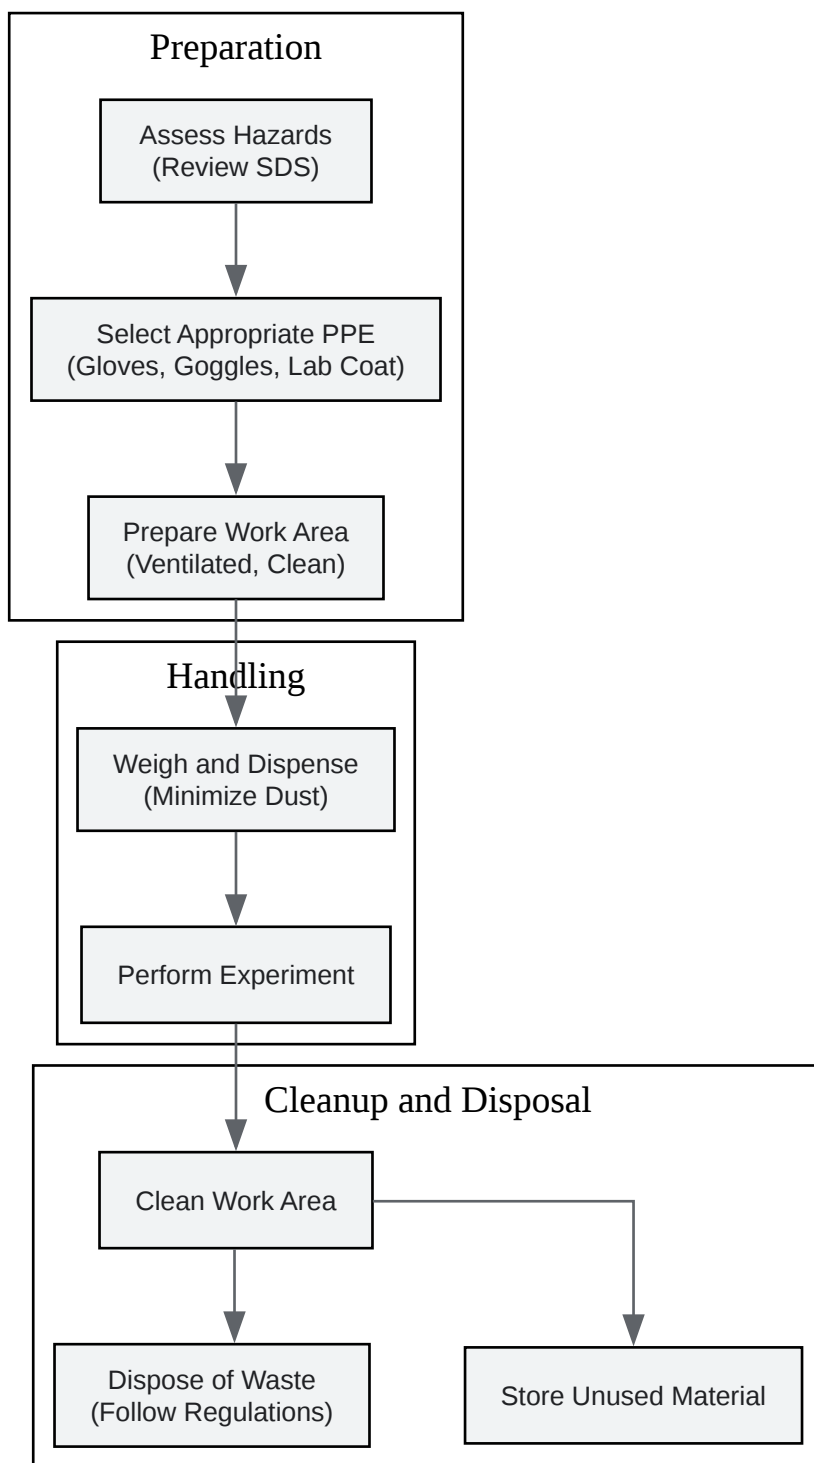 Preparation
Assess Hazards
(Review SDS)
Select Appropriate PPE
(Gloves, Goggles, Lab Coat)
Prepare Work Area
(Ventilated, Clean)
Handling
Weigh and Dispense
(Minimize Dust)
Perform Experiment
Cleanup and Disposal
Clean Work Area
Dispose of Waste
(Follow Regulations)
Store Unused Material